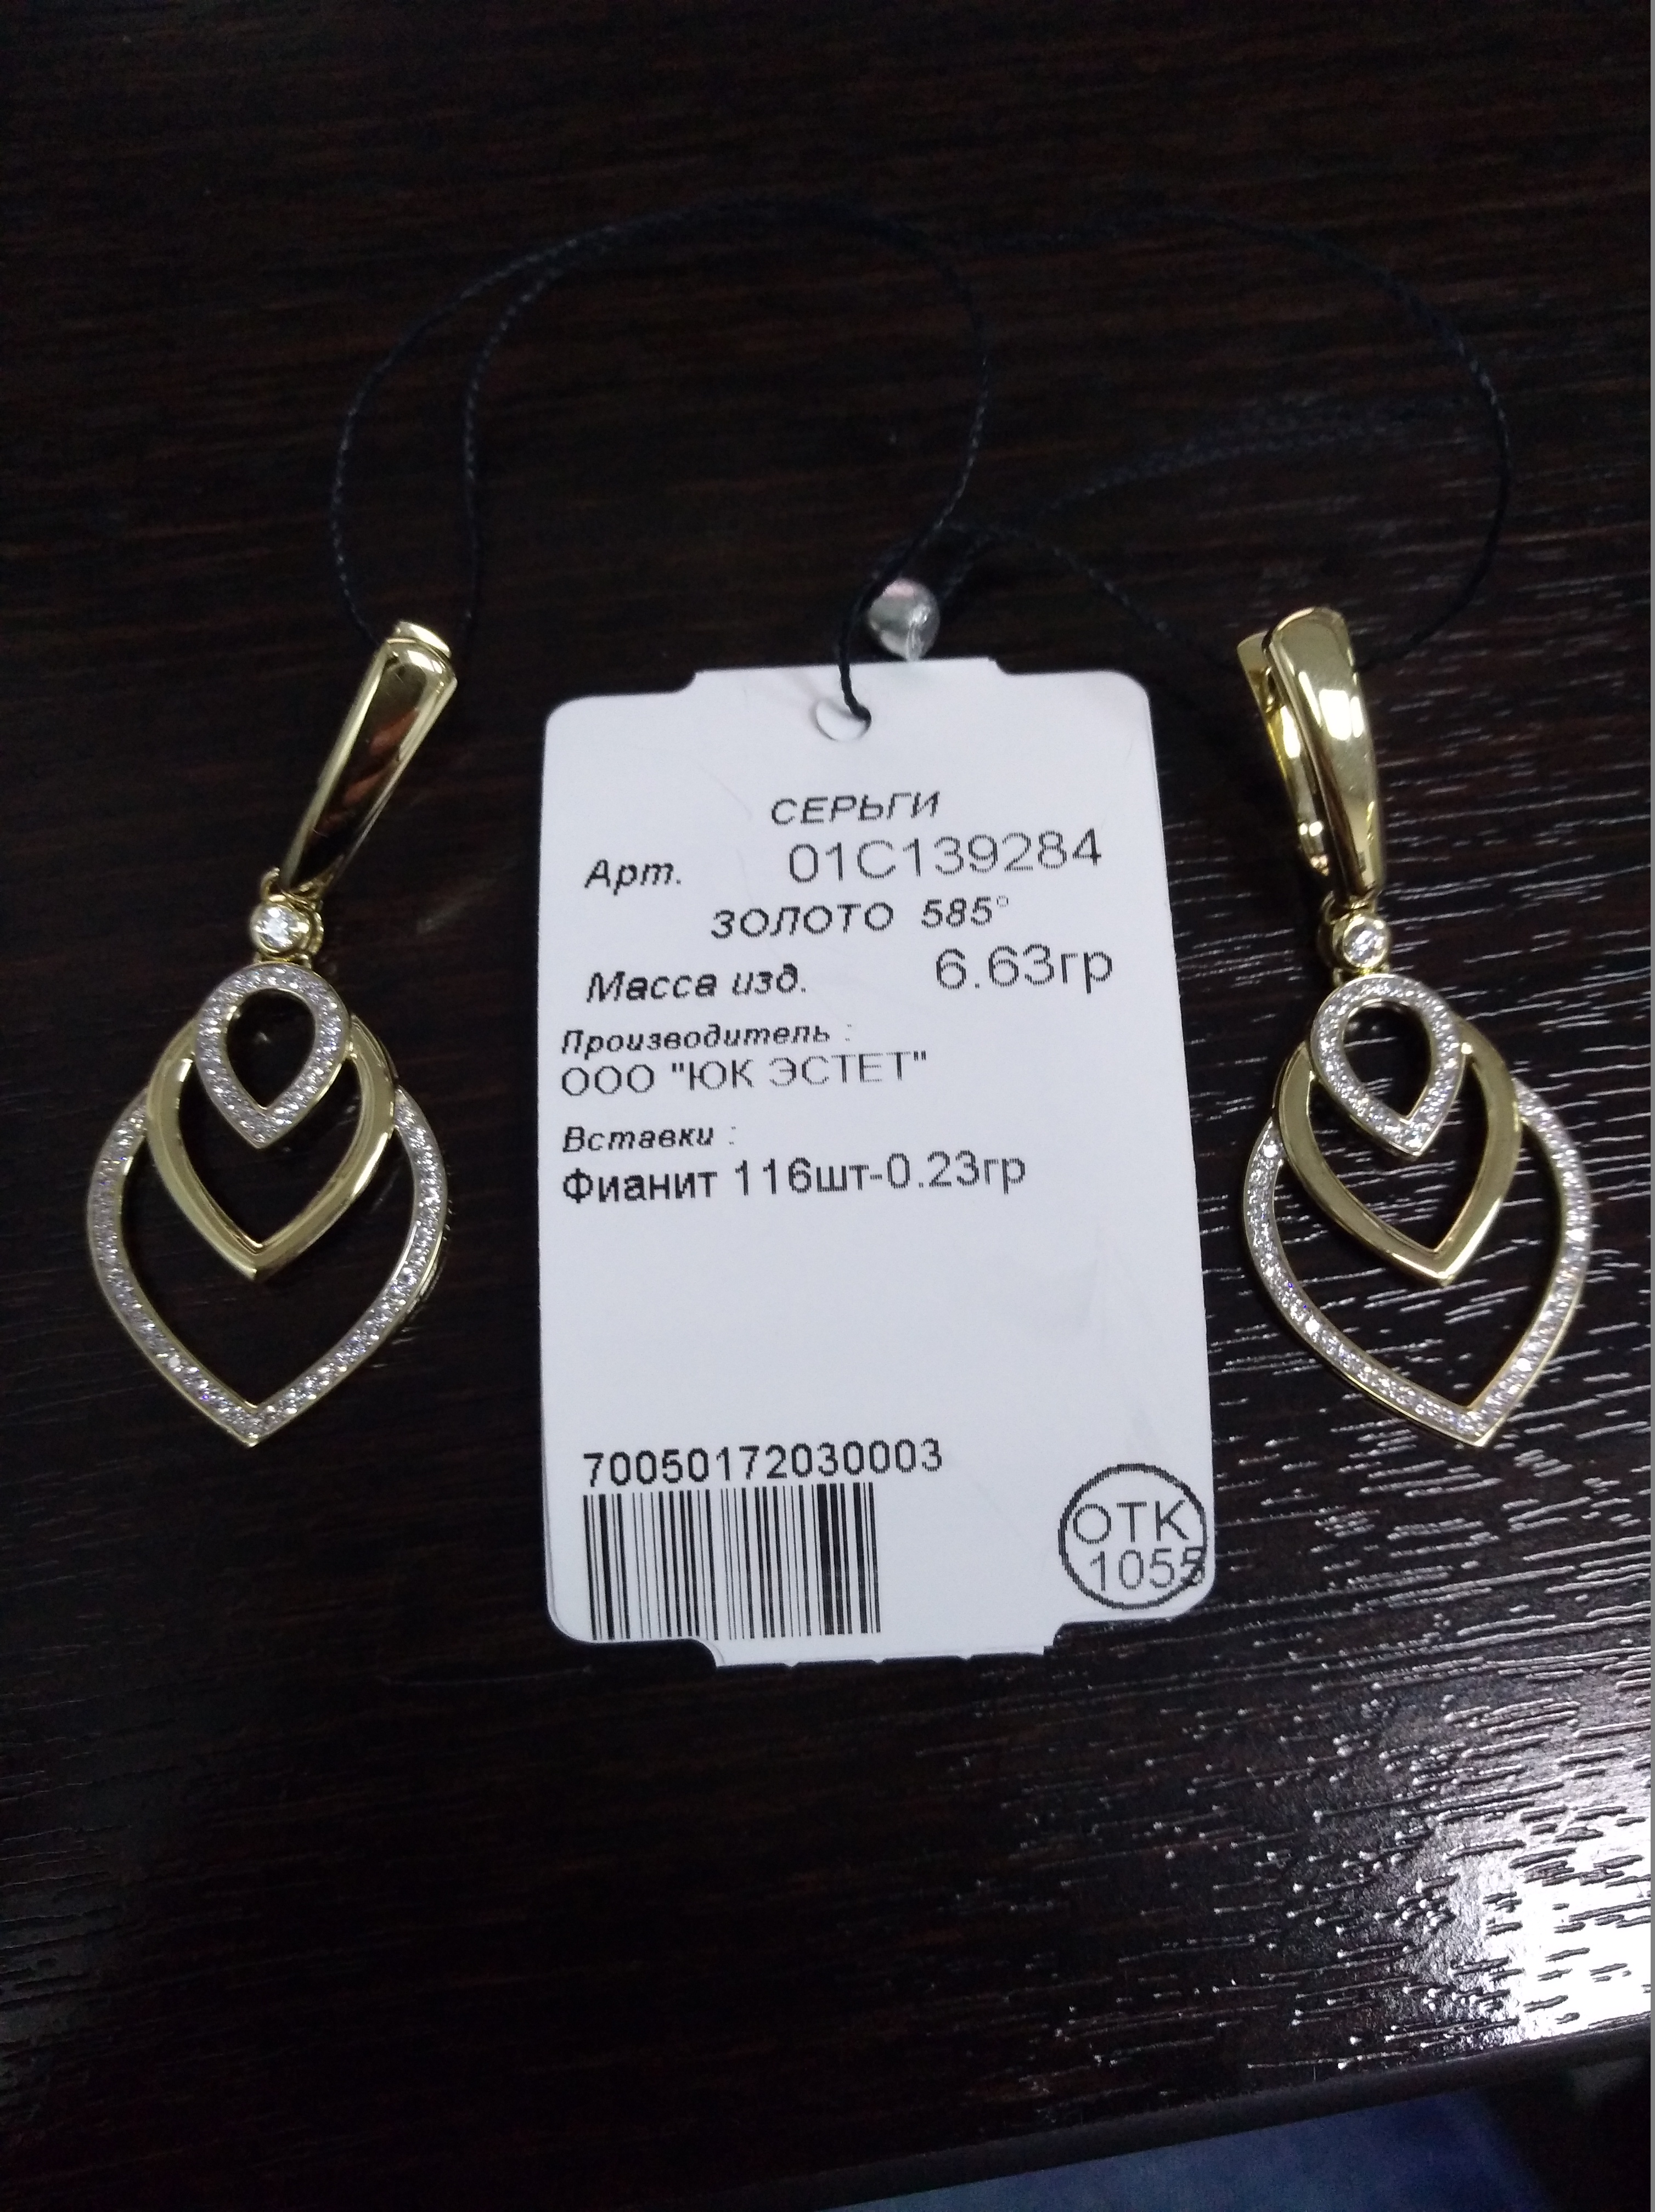 СЕРЬГИ
Арт. 01С139284
ЗОЛОТО 585°
Масса изд. 6.63гр
Производитель :
ООО "ЮК ЭСТЕТ"
Вставки :
Фианит 116шт-0.23гр
70050172030003
ОТК
1055